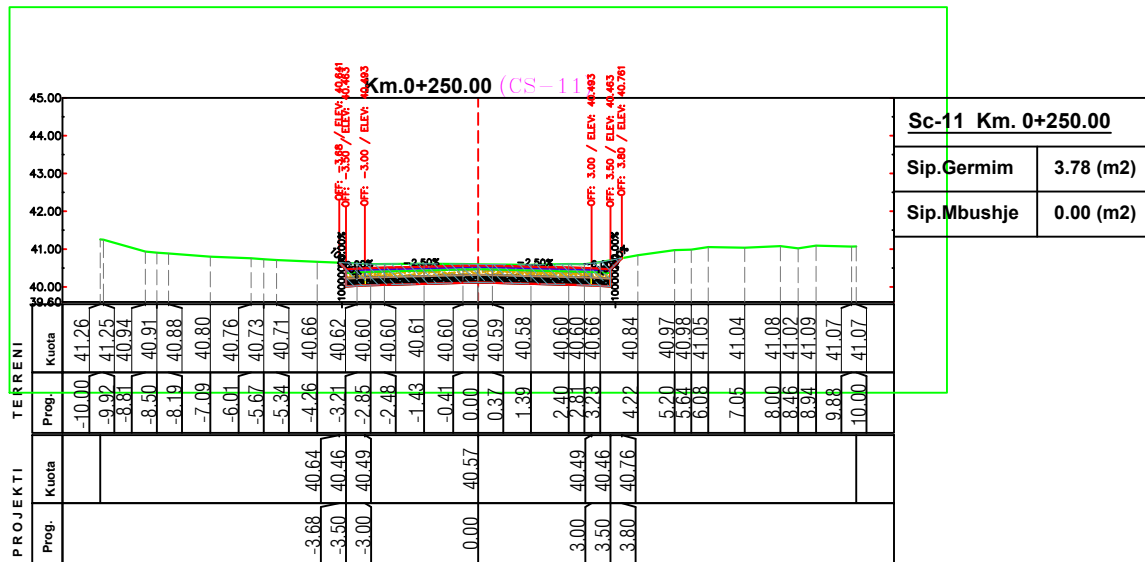 Km.0+250.00 (CS-11)
OFF: -3.68 / ELEV: 40.641
OFF: -3.50 / ELEV: 40.463
OFF: -3.00 / ELEV: 40.493
OFF: 3.00 / ELEV: 40.493
OFF: 3.50 / ELEV: 40.463
OFF: 3.80 / ELEV: 40.761
45.00
44.00
43.00
42.00
41.00
40.00
39.60
-2.50% -2.50%
Sc-11 Km. 0+250.00
Sip.Germim 3.78 (m2)
Sip.Mbushje 0.00 (m2)
TERRENI
Kuota 41.26 41.25 40.94 40.91 40.88 40.80 40.76 40.73 40.71 40.66 40.62 40.60 40.60 40.61 40.60 40.60 40.59 40.58 40.60 40.60 40.66 40.84 40.97 40.98 41.05 41.04 41.08 41.02 41.09 41.07 41.07
Prog. -10.00 -9.92 -8.81 -8.50 -8.19 -7.09 -6.01 -5.67 -5.34 -4.26 -3.21 -2.85 -2.48 -1.43 -0.41 0.00 0.37 1.39 2.40 2.81 3.23 4.22 5.20 5.64 6.08 7.05 8.00 8.46 8.94 9.88 10.00
PROJEKTI
Kuota 40.64 40.46 40.49 40.57 40.49 40.46 40.76
Prog. -3.68 -3.50 -3.00 0.00 3.00 3.50 3.80